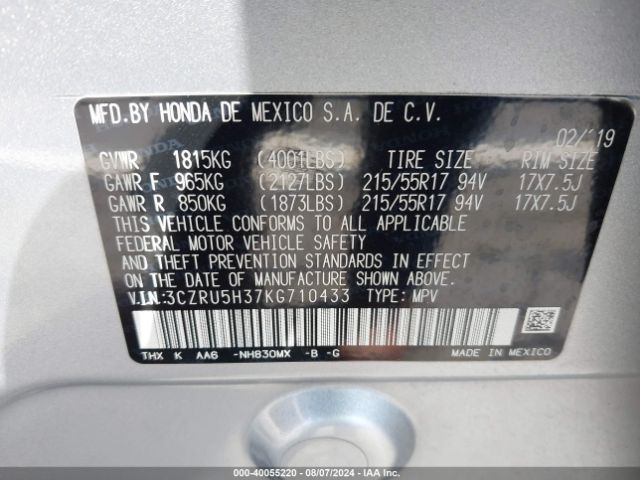 MFD.BY HONDA DE MEXICO S.A. DE C.V.
02/'19
GVWR 1815KG (4001LBS) TIRE SIZE RIM SIZE
GAWR F 965KG (2127LBS) 215/55R17 94V 17X7.5J
GAWR R 850KG (1873LBS) 215/55R17 94V 17X7.5J
THIS VEHICLE CONFORMS TO ALL APPLICABLE
FEDERAL MOTOR VEHICLE SAFETY
AND THEFT PREVENTION STANDARDS IN EFFECT
ON THE DATE OF MANUFACTURE SHOWN ABOVE.
V.I.N.:3CZRU5H37KG710433 TYPE: MPV
THX K AA6 -NH830MX -B -G MADE IN MEXICO
000-40055220 - 08/07/2024 - IAA Inc.